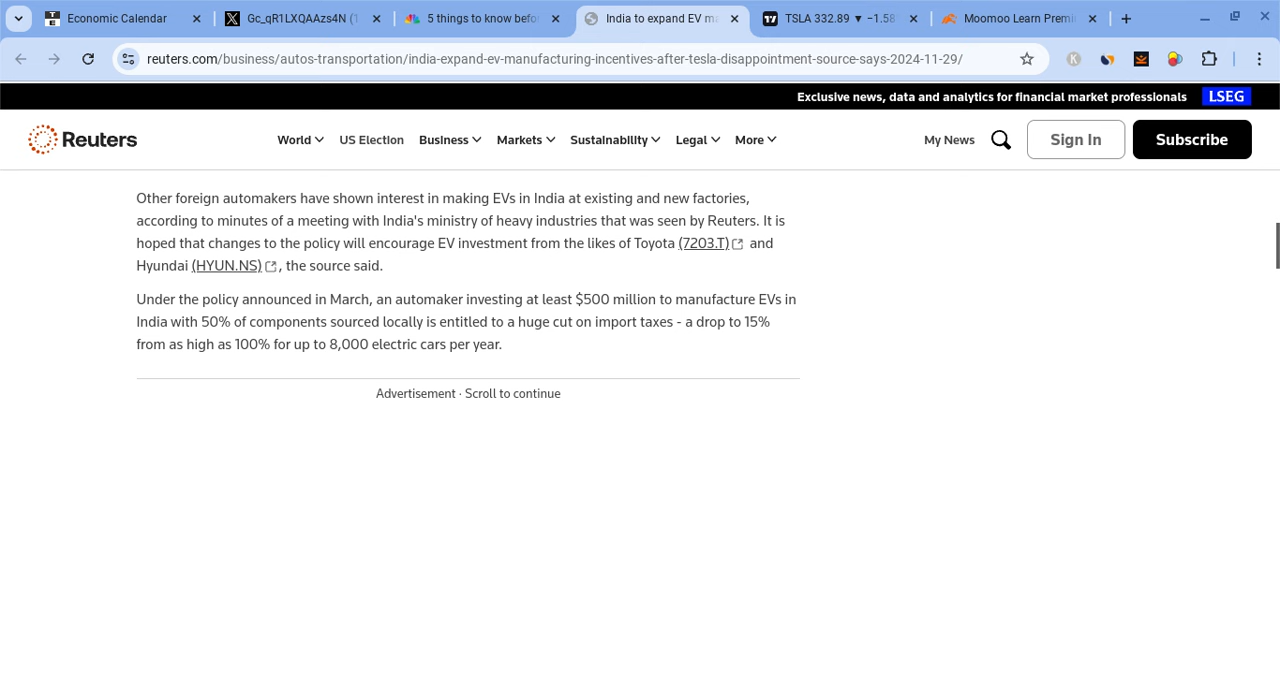 Economic Calendar
Gc_qR1LXQAAzs4N (1
5 things to know befor
India to expand EV ma
TSLA 332.89 ▼ −1.58%
Moomoo Learn Premi
reuters.com/business/autos-transportation/india-expand-ev-manufacturing-incentives-after-tesla-disappointment-source-says-2024-11-29/
K
Exclusive news, data and analytics for financial market professionals
LSEG
Reuters
World
US Election
Business
Markets
Sustainability
Legal
More
My News
Sign In
Subscribe
Other foreign automakers have shown interest in making EVs in India at existing and new factories,
according to minutes of a meeting with India's ministry of heavy industries that was seen by Reuters. It is
hoped that changes to the policy will encourage EV investment from the likes of Toyota (7203.T) and
Hyundai (HYUN.NS), the source said.
Under the policy announced in March, an automaker investing at least $500 million to manufacture EVs in
India with 50% of components sourced locally is entitled to a huge cut on import taxes - a drop to 15%
from as high as 100% for up to 8,000 electric cars per year.
Advertisement · Scroll to continue